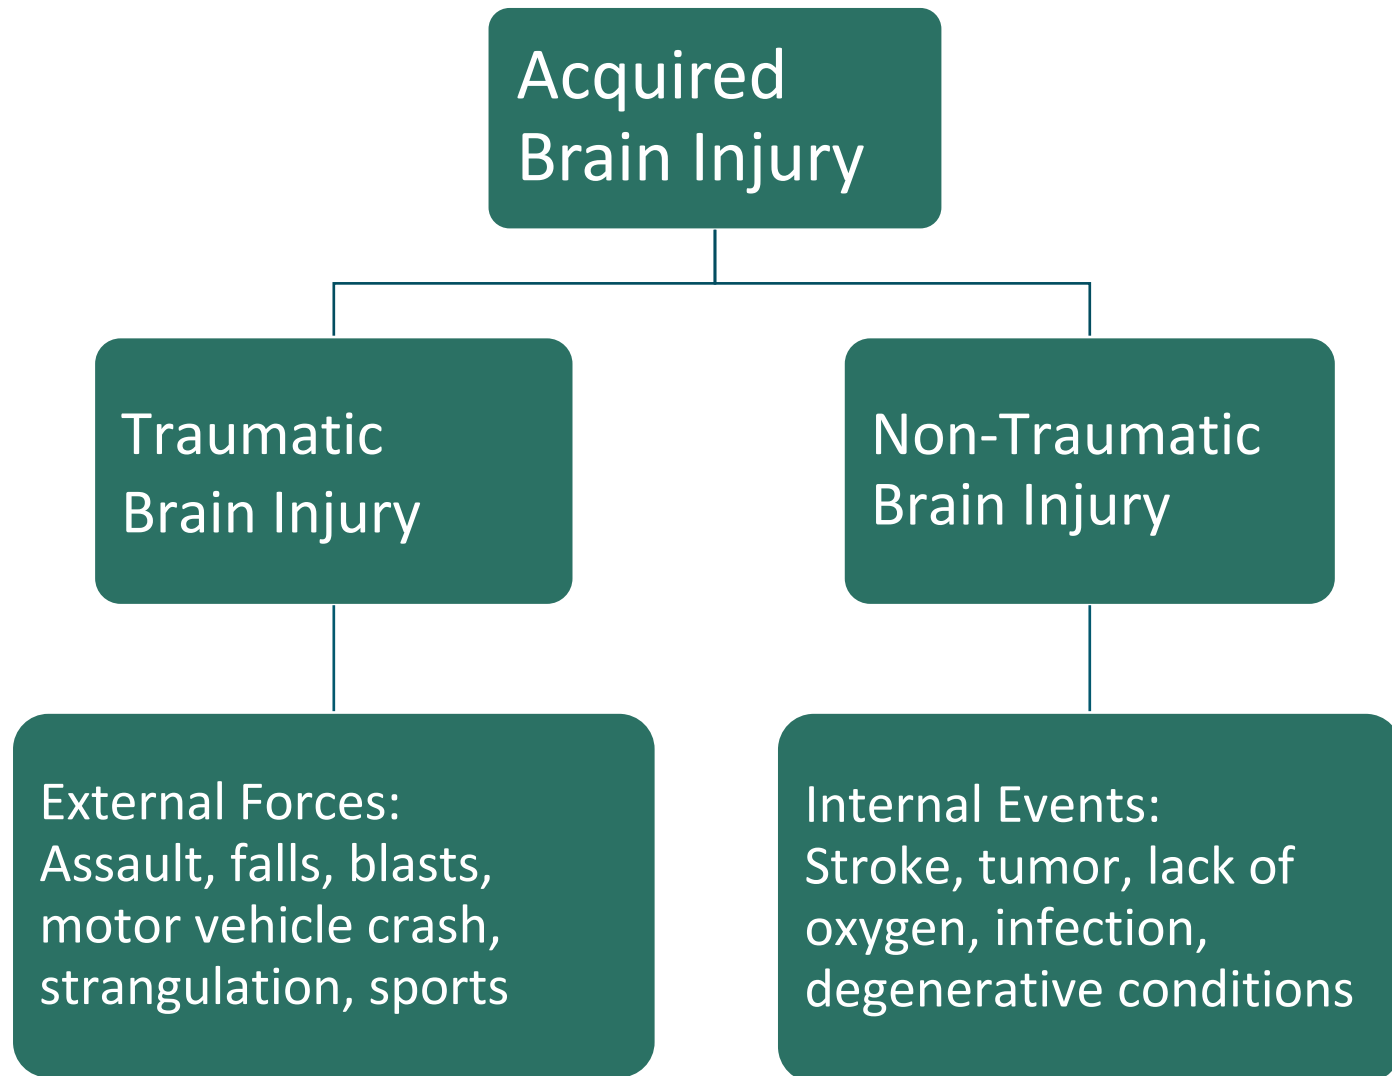 Acquired
Brain Injury
Traumatic
Brain Injury
Non-Traumatic
Brain Injury
External Forces:
Assault, falls, blasts,
motor vehicle crash,
strangulation, sports
Internal Events:
Stroke, tumor, lack of
oxygen, infection,
degenerative conditions